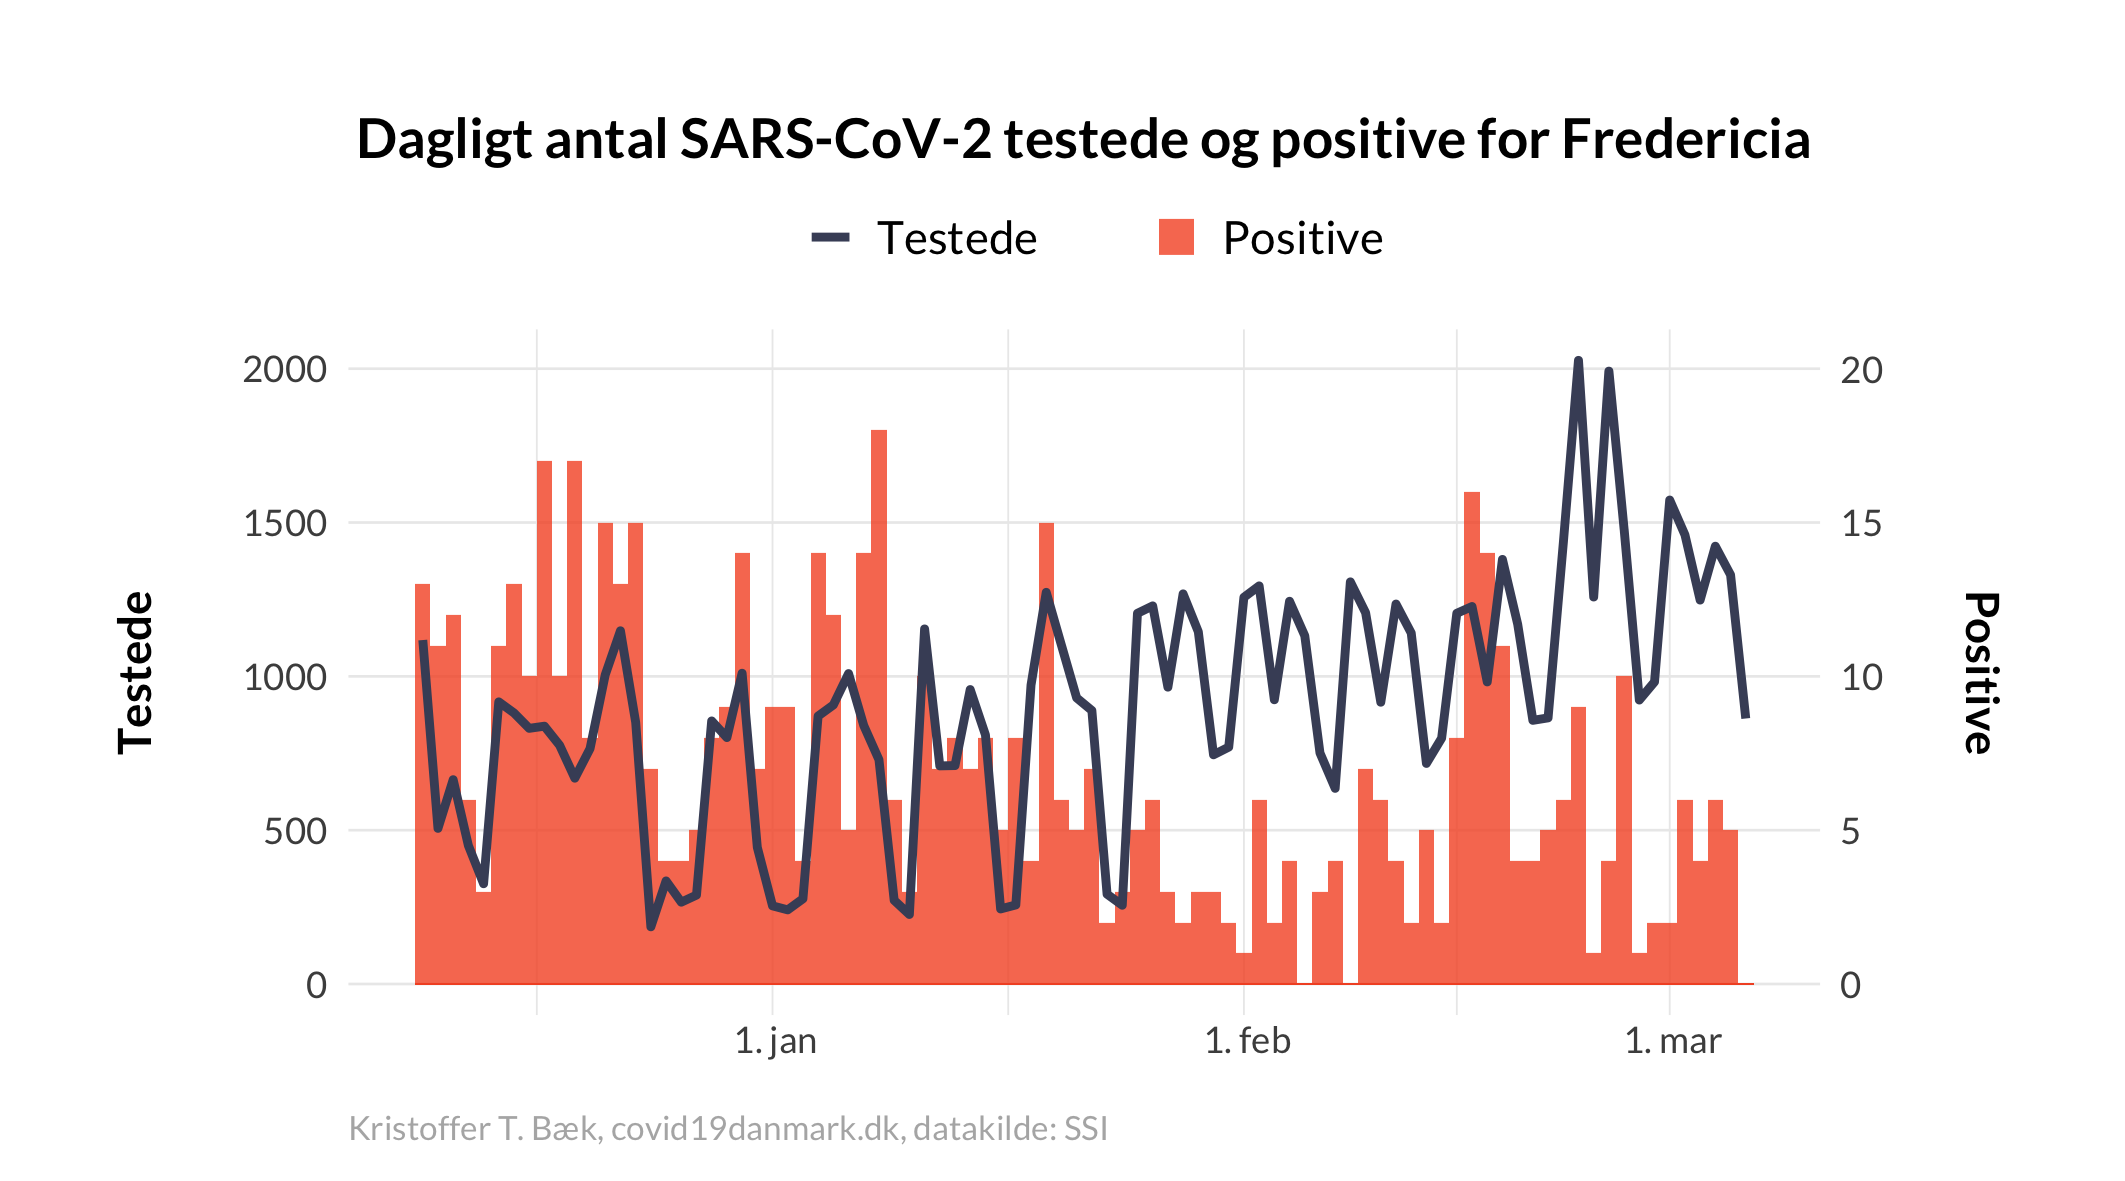 Dagligt antal SARS-CoV-2 testede og positive for Fredericia
Testede Positive
2000 20
1500 15
1000 10
500 5
0 0
Testede
Positive
1. jan 1. feb 1. mar
Kristoffer T. Bæk, covid19danmark.dk, datakilde: SSI